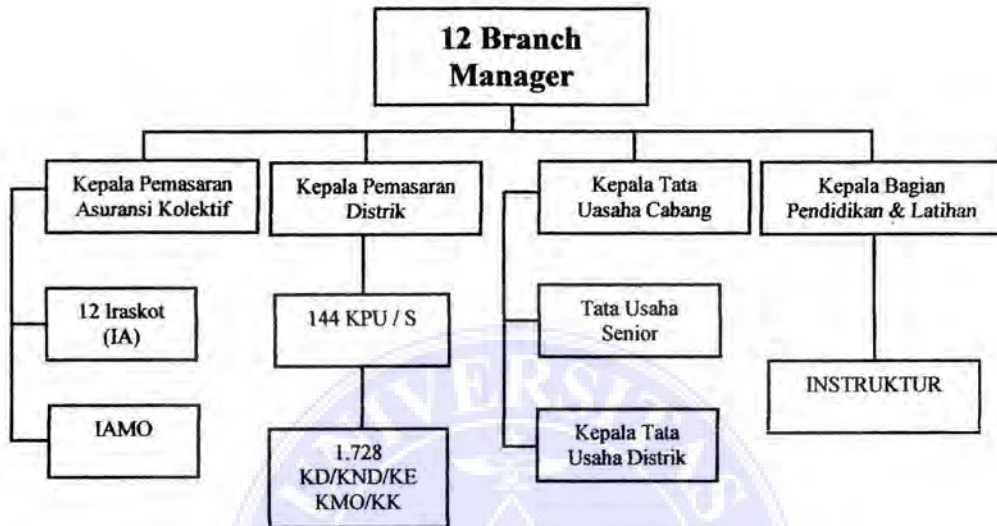 12 Branch
Manager
Kepala Pemasaran
Asuransi Kolektif
Kepala Pemasaran
Distrik
Kepala Tata
Uasaha Cabang
Kepala Bagian
Pendidikan & Latihan
12 Iraskot
(IA)
144 KPU / S
Tata Usaha
Senior
INSTRUKTUR
IAMO
1.728
KD/KND/KE
KMO/KK
Kepala Tata
Usaha Distrik
UNIVERSITAS